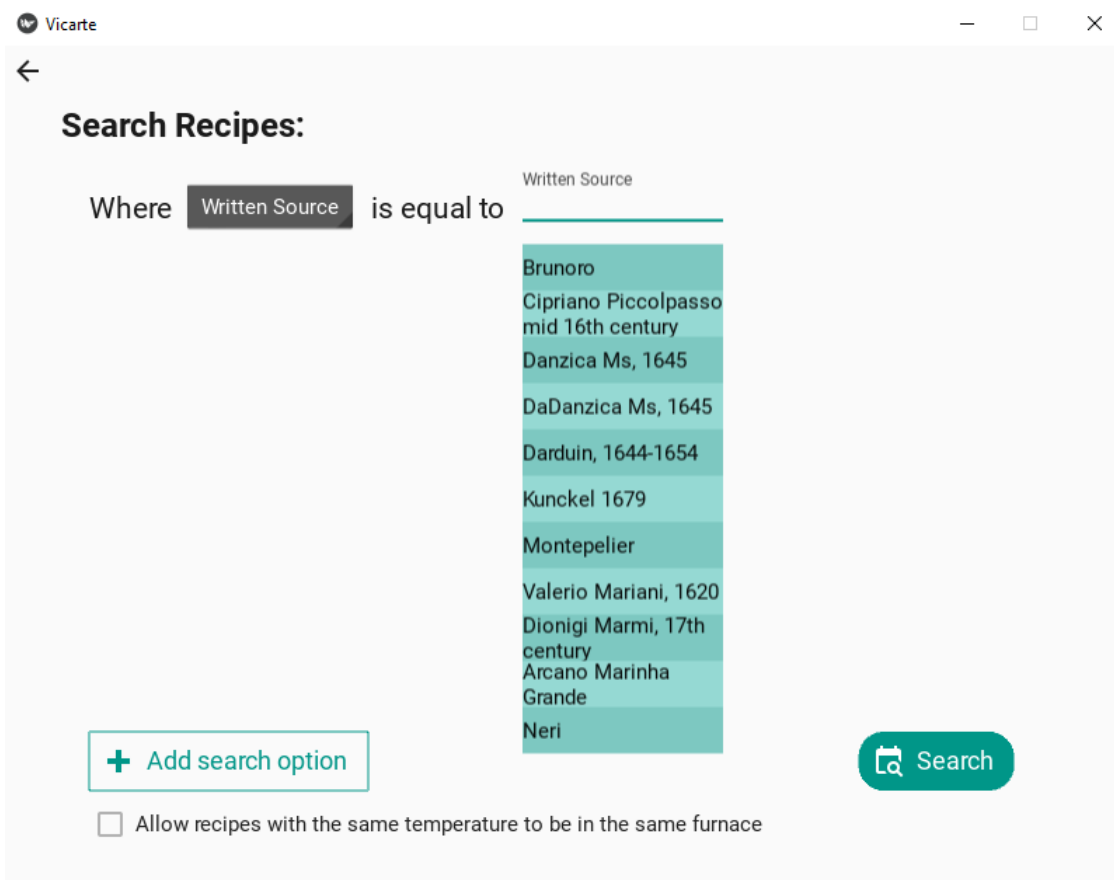 Vicarte
Search Recipes:
Where Written Source is equal to
Written Source
Brunoro
Cipriano Piccolpasso
mid 16th century
Danzica Ms, 1645
DaDanzica Ms, 1645
Darduin, 1644-1654
Kunckel 1679
Montepelier
Valerio Mariani, 1620
Dionigi Marmi, 17th
century
Arcano Marinha
Grande
Neri
Add search option
Search
Allow recipes with the same temperature to be in the same furnace